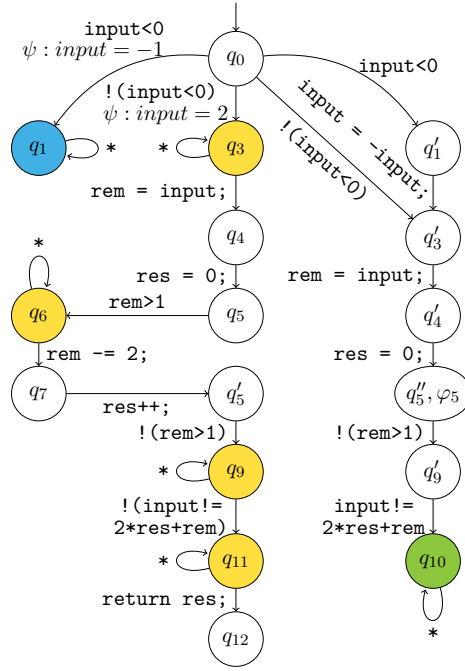 input<0
ψ : input = −1
q0
input<0
!(input<0)
ψ : input = 2
input = -input;
!(input<0)
q1
*
*
q3
q′1
rem = input;
q4
q′3
rem = input;
res = 0;
*
rem>1
q6
q5
q′4
rem -= 2;
res = 0;
q7
res++;
q′5
q″5, φ5
!(rem>1)
!(rem>1)
*
q9
q′9
!(input!=
2*res+rem)
input!=
2*res+rem
*
q11
q10
return res;
*
q12